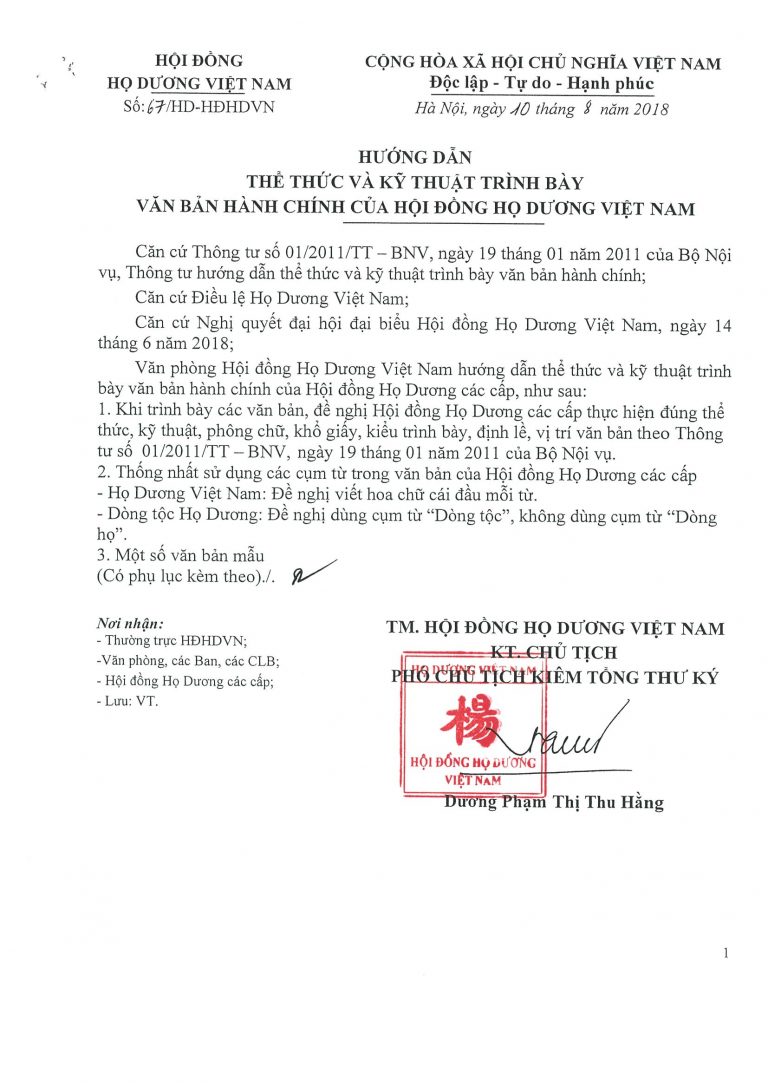 HỘI ĐỒNG
HỌ DƯƠNG VIỆT NAM
Số:67/HD-HĐHDVN
CỘNG HÒA XÃ HỘI CHỦ NGHĨA VIỆT NAM
Độc lập - Tự do - Hạnh phúc
Hà Nội, ngày 10 tháng 8 năm 2018
HƯỚNG DẪN
THỂ THỨC VÀ KỸ THUẬT TRÌNH BÀY
VĂN BẢN HÀNH CHÍNH CỦA HỘI ĐỒNG HỌ DƯƠNG VIỆT NAM
Căn cứ Thông tư số 01/2011/TT – BNV, ngày 19 tháng 01 năm 2011 của Bộ Nội
vụ, Thông tư hướng dẫn thể thức và kỹ thuật trình bày văn bản hành chính;
Căn cứ Điều lệ Họ Dương Việt Nam;
Căn cứ Nghị quyết đại hội đại biểu Hội đồng Họ Dương Việt Nam, ngày 14
tháng 6 năm 2018;
Văn phòng Hội đồng Họ Dương Việt Nam hướng dẫn thể thức và kỹ thuật trình
bày văn bản hành chính của Hội đồng Họ Dương các cấp, như sau:
1. Khi trình bày các văn bản, đề nghị Hội đồng Họ Dương các cấp thực hiện đúng thể
thức, kỹ thuật, phông chữ, khổ giấy, kiểu trình bày, định lề, vị trí văn bản theo Thông
tư số 01/2011/TT – BNV, ngày 19 tháng 01 năm 2011 của Bộ Nội vụ.
2. Thống nhất sử dụng các cụm từ trong văn bản của Hội đồng Họ Dương các cấp
- Họ Dương Việt Nam: Đề nghị viết hoa chữ cái đầu mỗi từ.
- Dòng tộc Họ Dương: Đề nghị dùng cụm từ “Dòng tộc”, không dùng cụm từ “Dòng
họ”.
3. Một số văn bản mẫu
(Có phụ lục kèm theo)./.
Nơi nhận:
- Thường trực HĐHDVN;
-Văn phòng, các Ban, các CLB;
- Hội đồng Họ Dương các cấp;
- Lưu: VT.
TM. HỘI ĐỒNG HỌ DƯƠNG VIỆT NAM
KT. CHỦ TỊCH
PHÓ CHỦ TỊCH KIÊM TỔNG THƯ KÝ
HỌ DƯƠNG VIỆT NAM
楊
HỘI ĐỒNG HỌ DƯƠNG
VIỆT NAM
Dương Phạm Thị Thu Hằng
1